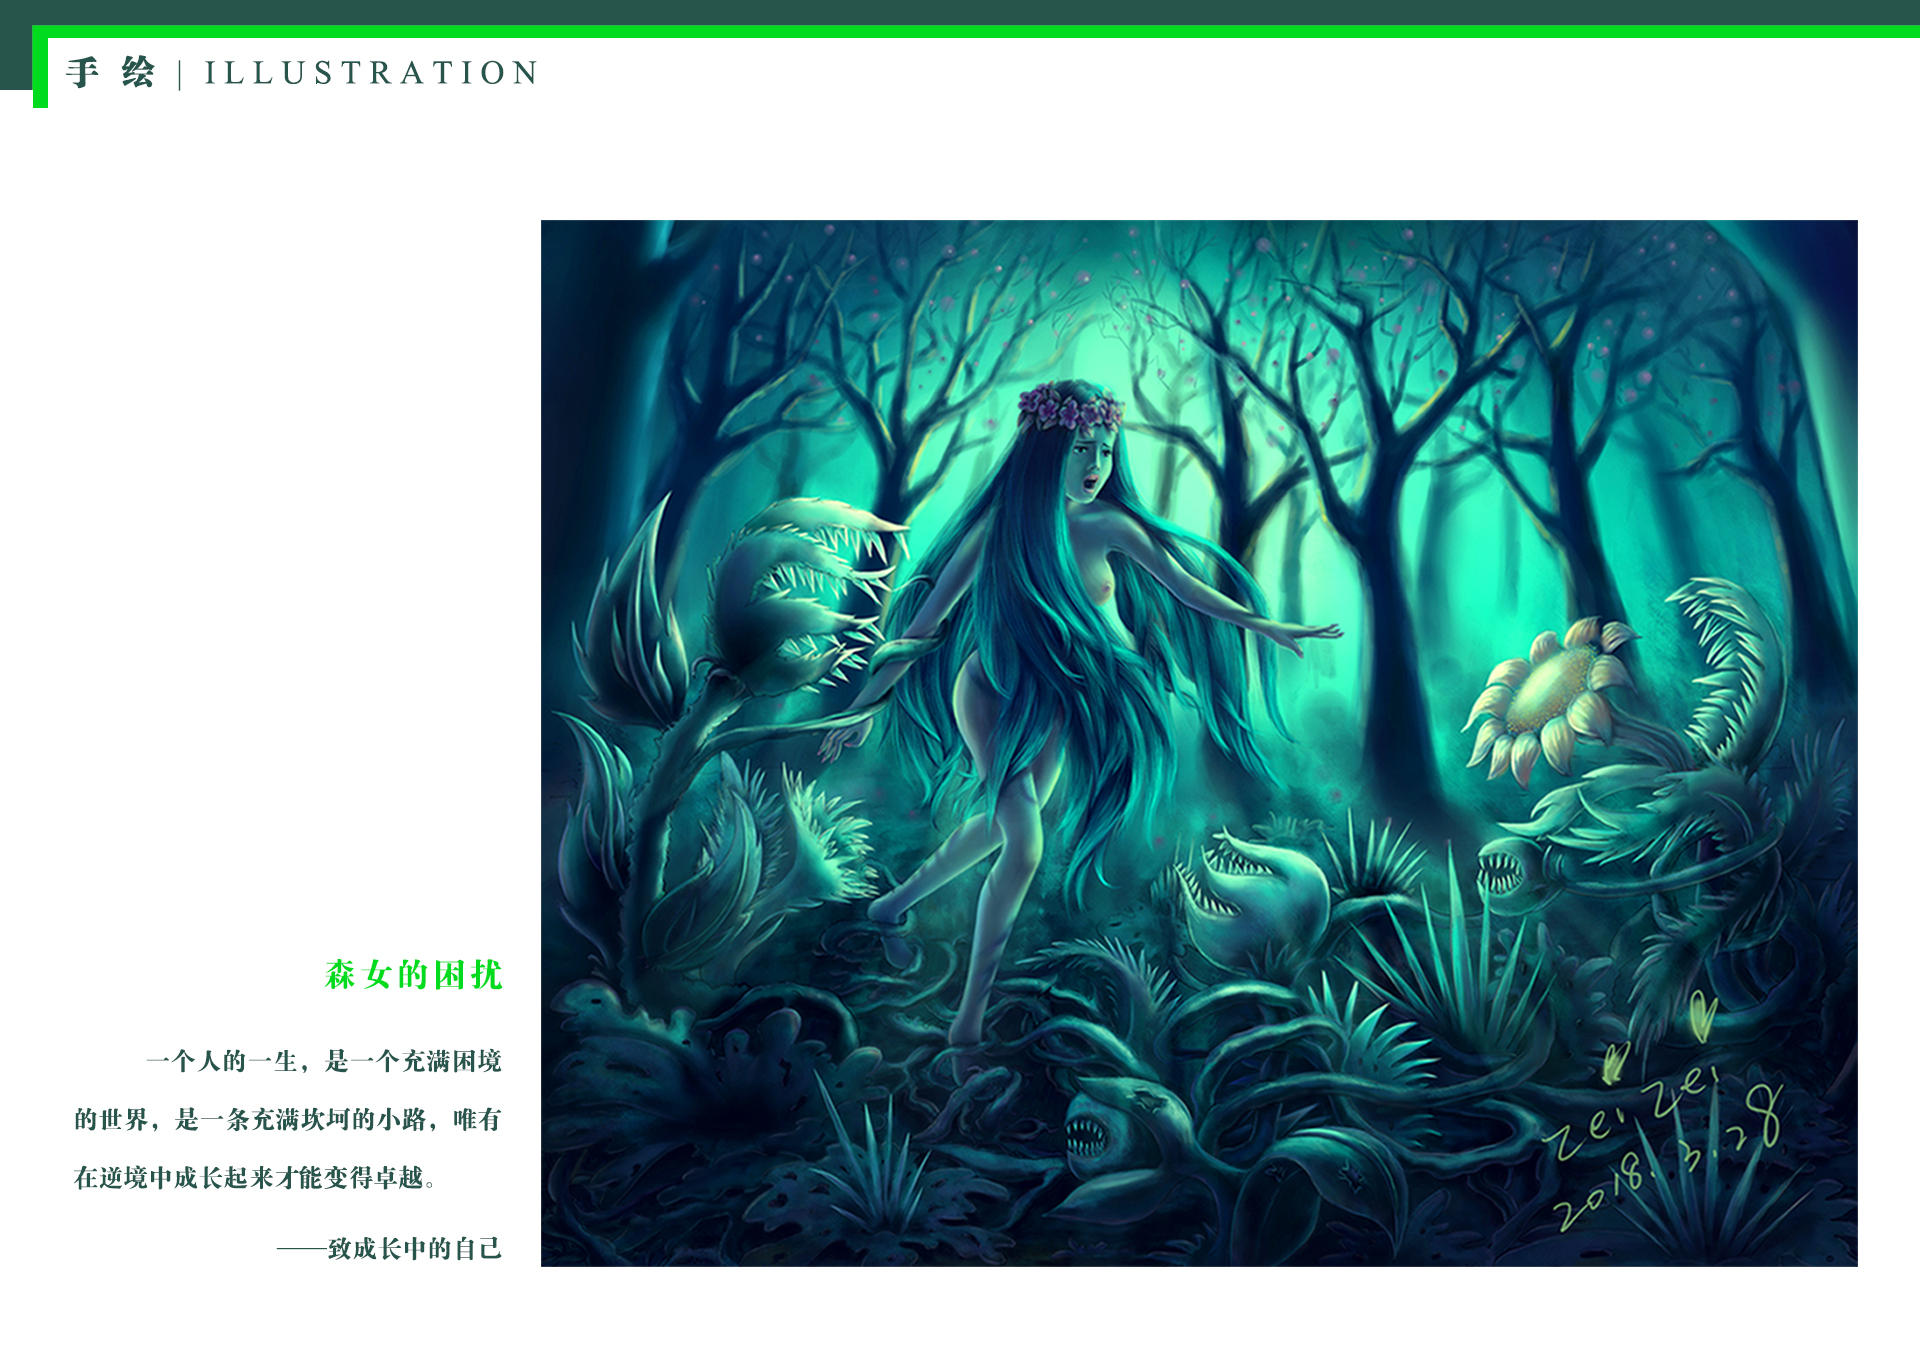 手绘 | ILLUSTRATION
森女的困扰
一个人的一生，是一个充满困境
的世界，是一条充满坎坷的小路，唯有
在逆境中成长起来才能变得卓越。
——致成长中的自己
zei zei
2018.3.28